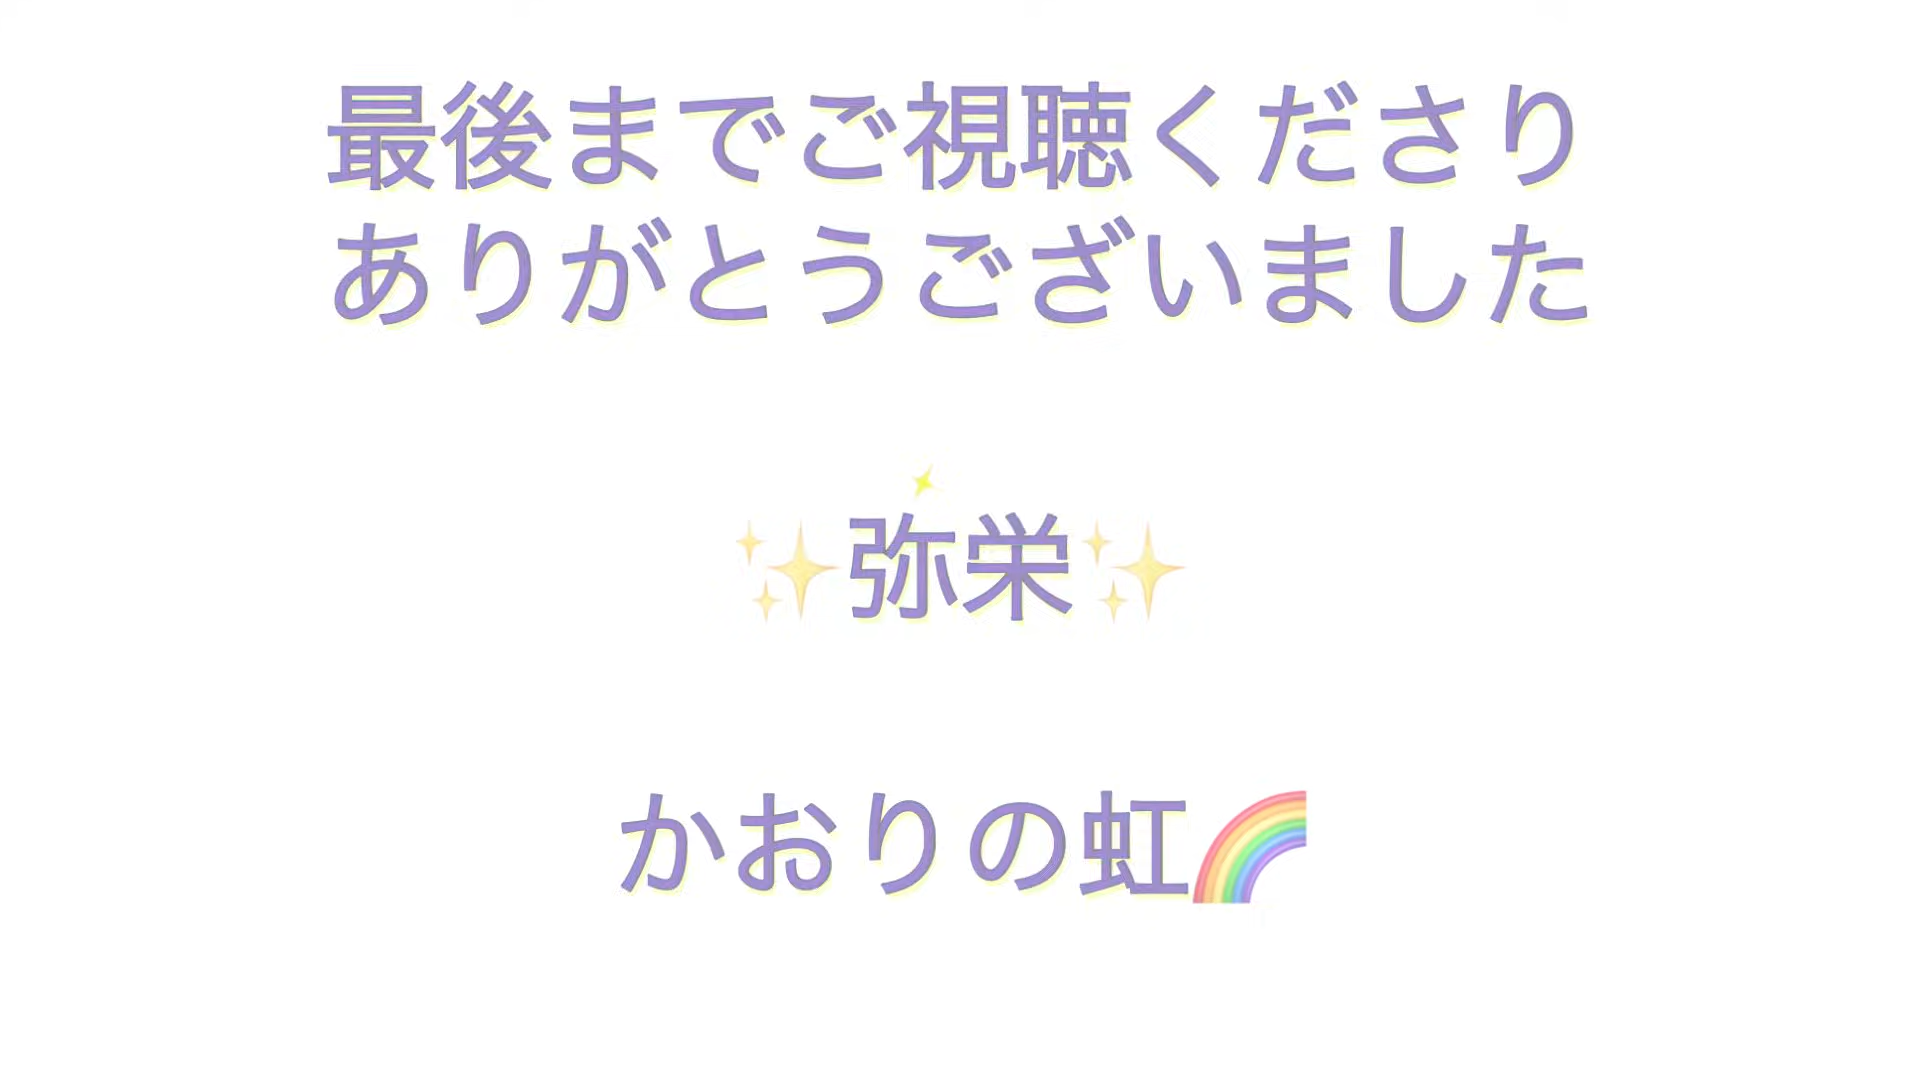 最後までご視聴くださり
ありがとうございました
✨弥栄✨
かおりの虹🌈